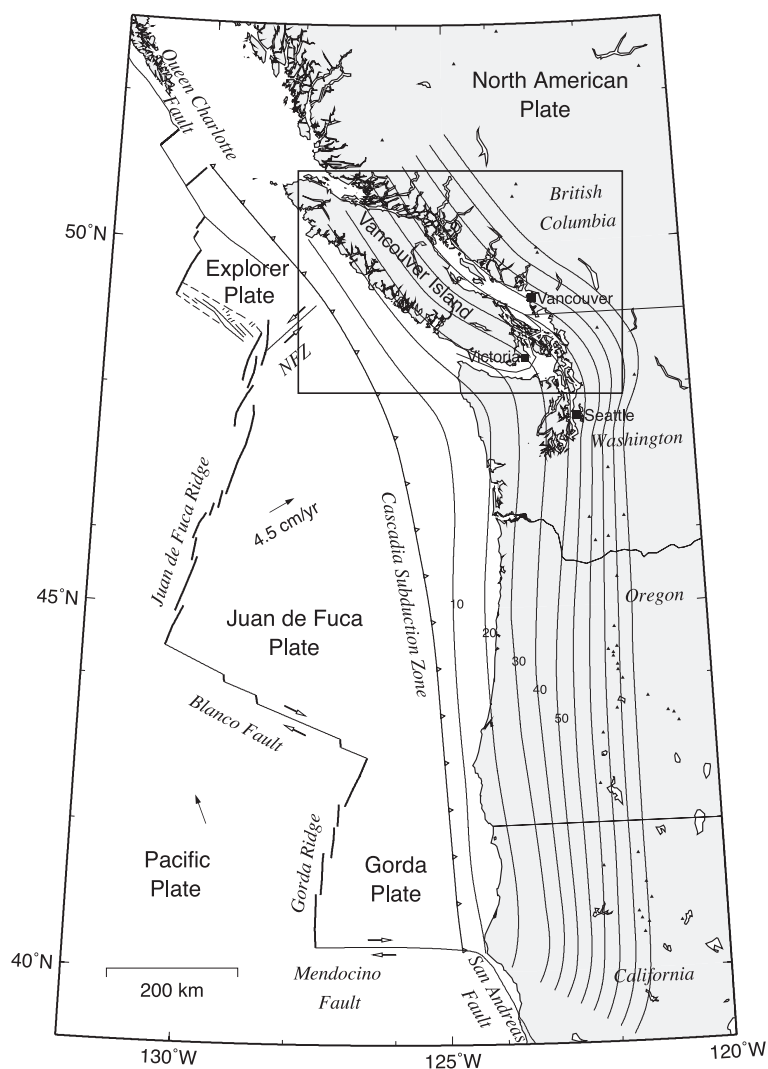 Queen Charlotte
Fault
North American
Plate
British
Columbia
50°N
Explorer
Plate
Vancouver Island
Vancouver
Victoria
NFZ
Seattle
Washington
Juan de Fuca Ridge
4.5 cm/yr
Cascadia Subduction Zone
45°N
10
Oregon
Juan de Fuca
Plate
20
30
40
50
Blanco Fault
Pacific
Plate
Gorda Ridge
Gorda
Plate
40°N
200 km
Mendocino
Fault
San Andreas
Fault
California
130°W
125°W
120°W